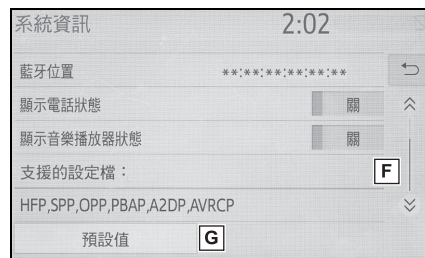 系統資訊 2:02
藍牙位置 **:**:**:**:**:**
顯示電話狀態 關
顯示音樂播放器狀態 關
支援的設定檔： F
HFP,SPP,OPP,PBAP,A2DP,AVRCP
預設值 G